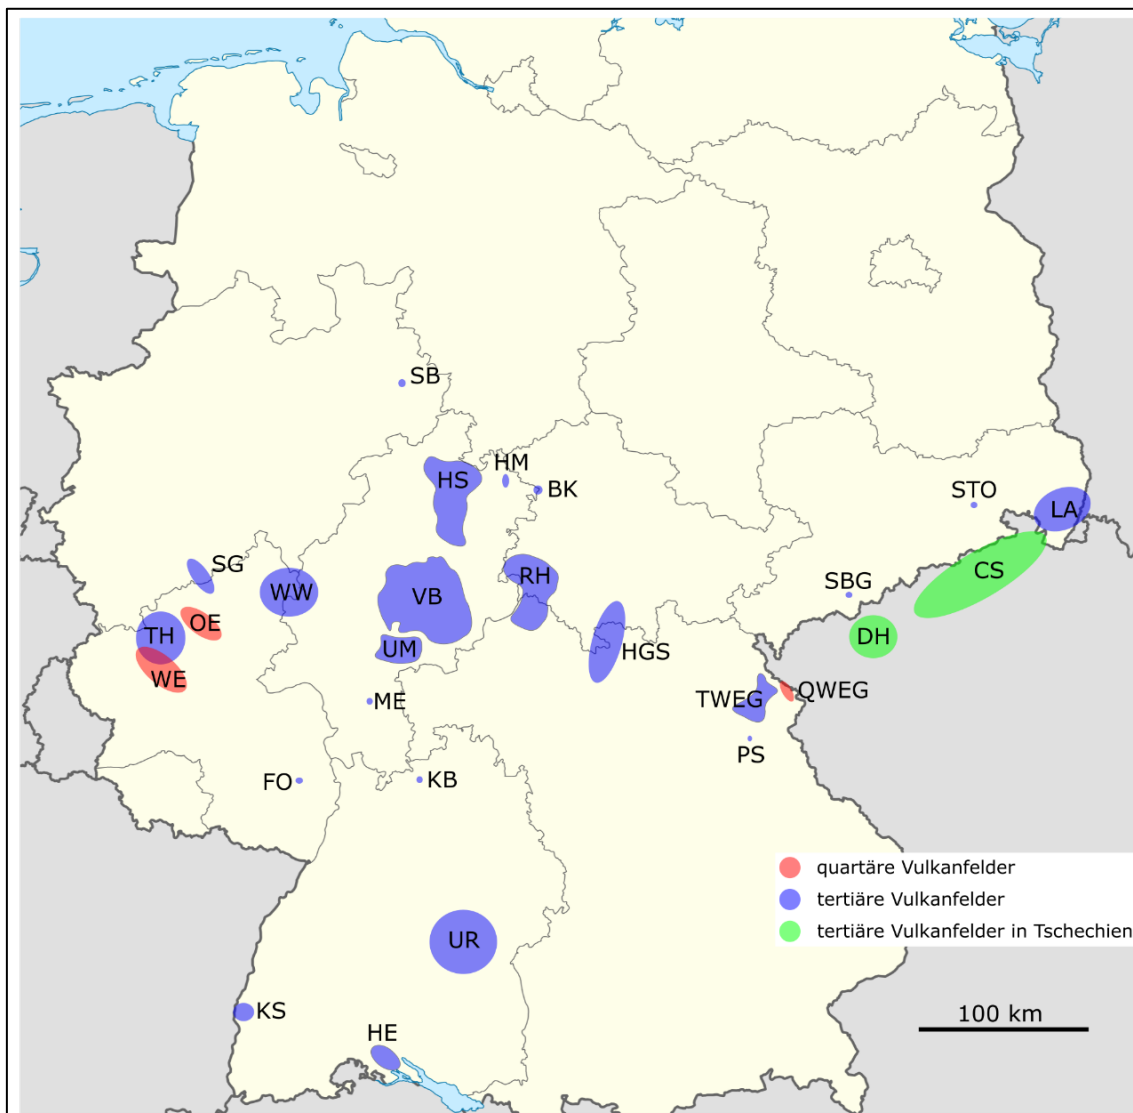 SB
HS
HM
BK
STO
LA
SG
WW
VB
RH
SBG
CS
OE
TH
UM
HGS
DH
WE
ME
TWEG
QWEG
PS
FO
KB
quartäre Vulkanfelder
tertiäre Vulkanfelder
tertiäre Vulkanfelder in Tschechien
UR
KS
HE
100 km